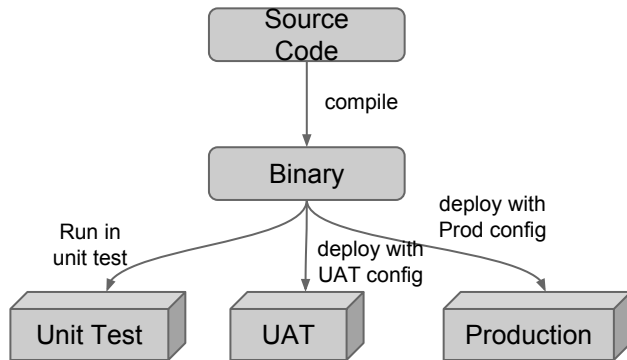 Source
Code
compile
Binary
Run in
unit test
deploy with
UAT config
deploy with
Prod config
Unit Test
UAT
Production